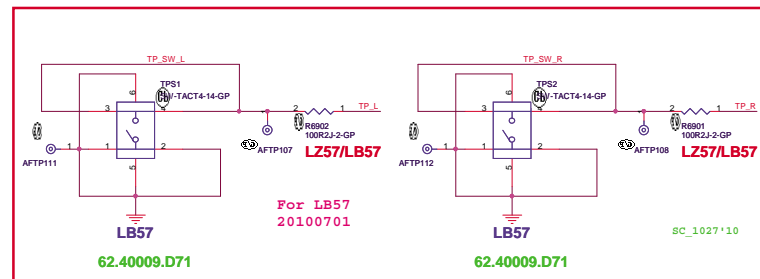 TP_SW_L
TPS1
-TACT4-14-GP
6
3
4
2
1
TP_L
R6902
100R2J-2-GP
AFTP107
LZ57/LB57
1
1
2
AFTP111
5
LB57
62.40009.D71
For LB57
20100701
TP_SW_R
TPS2
-TACT4-14-GP
6
3
4
2
1
TP_R
R6901
100R2J-2-GP
AFTP108
LZ57/LB57
1
1
2
AFTP112
5
LB57
62.40009.D71
SC_1027'10